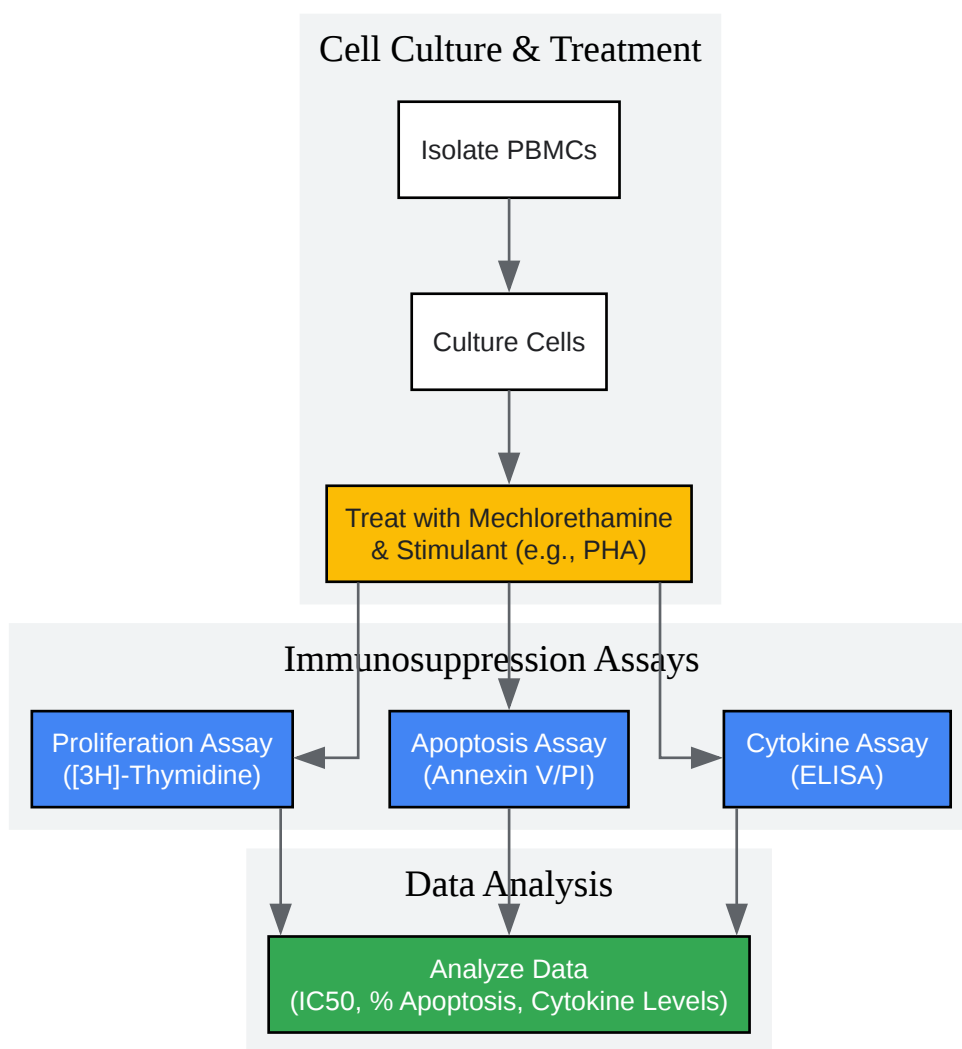 Cell Culture & Treatment
Isolate PBMCs
Culture Cells
Treat with Mechlorethamine
& Stimulant (e.g., PHA)
Immunosuppression Assays
Proliferation Assay
([3H]-Thymidine)
Apoptosis Assay
(Annexin V/PI)
Cytokine Assay
(ELISA)
Data Analysis
Analyze Data
(IC50, % Apoptosis, Cytokine Levels)